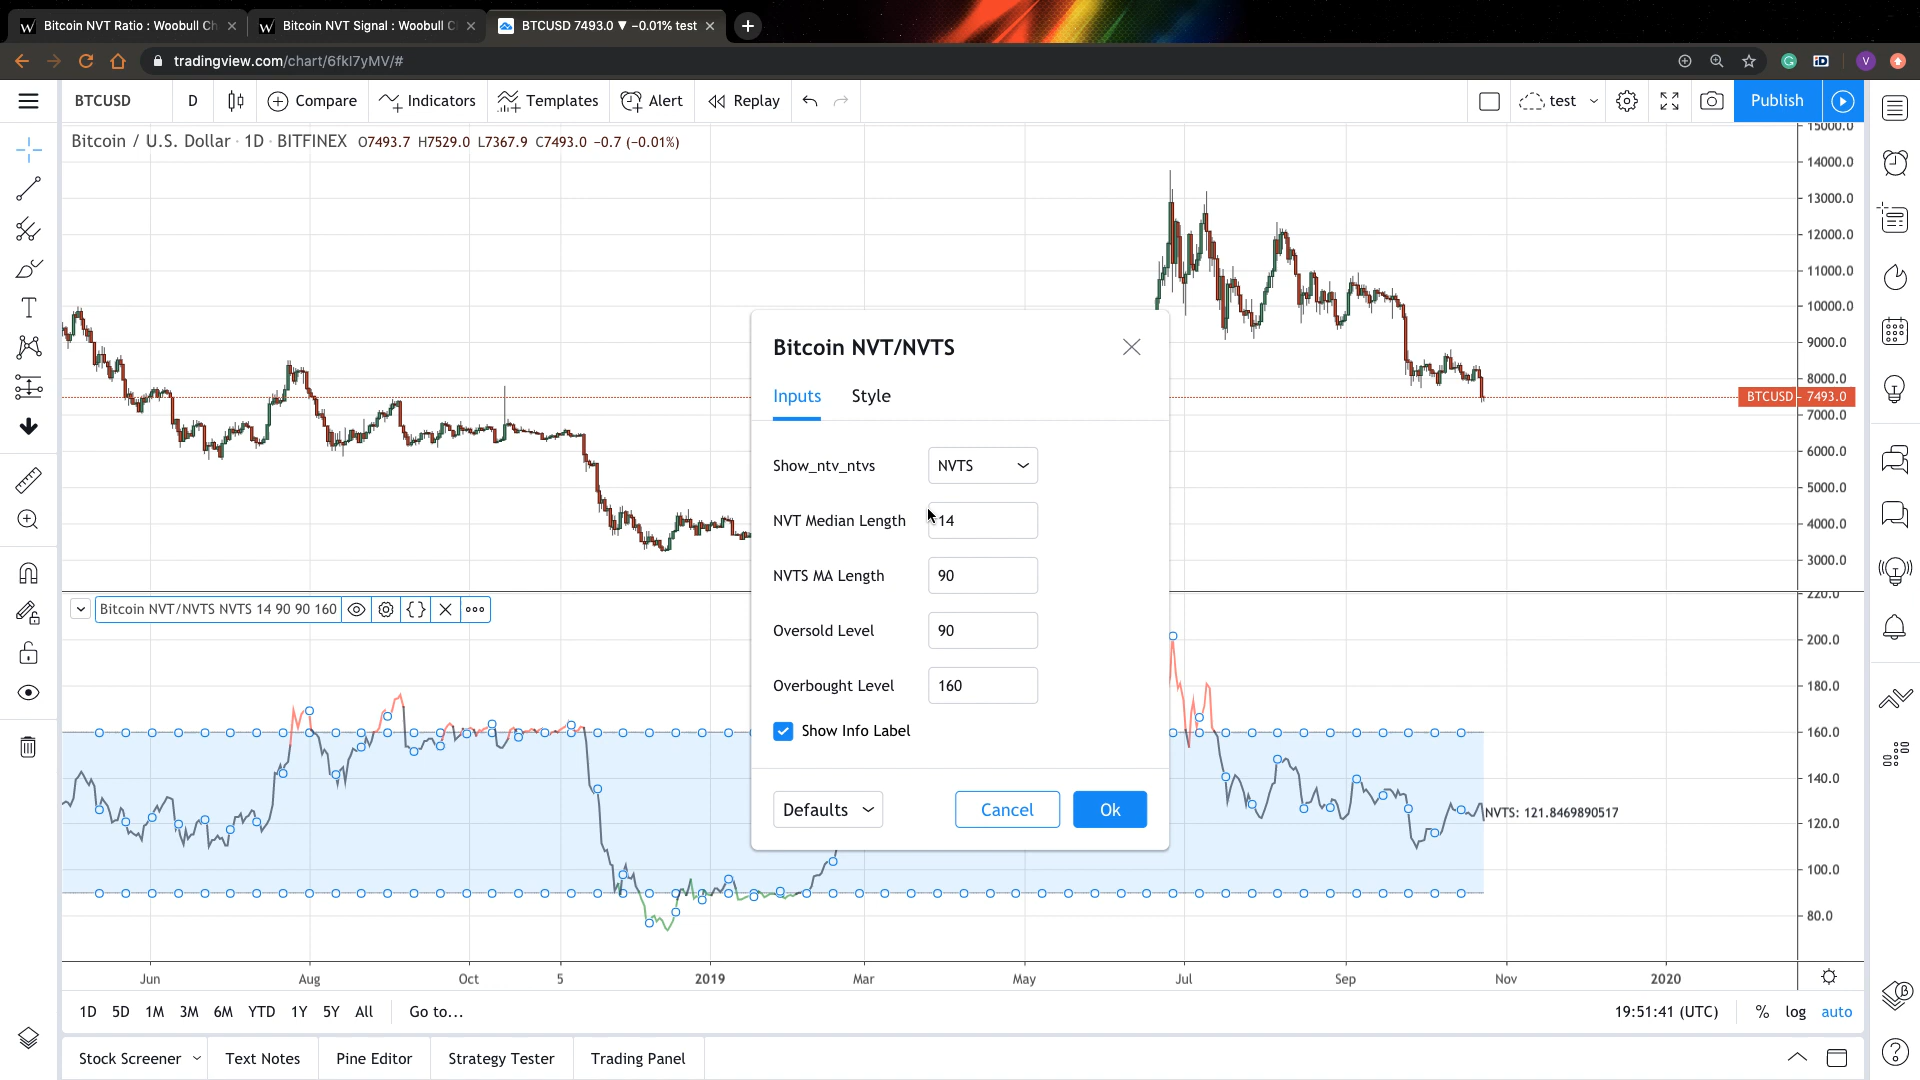 Bitcoin NVT Ratio : Woobull Ch
Bitcoin NVT Signal : Woobull C
BTCUSD 7493.0 ▼ −0.01% test
tradingview.com/chart/6fkI7yMV/#
BTCUSD
D
Compare
Indicators
Templates
Alert
Replay
test
Publish
Bitcoin / U.S. Dollar · 1D · BITFINEX O7493.7 H7529.0 L7367.9 C7493.0 −0.7 (−0.01%)
15000.0
14000.0
13000.0
12000.0
11000.0
10000.0
9000.0
8000.0
BTCUSD 7493.0
7000.0
6000.0
5000.0
4000.0
3000.0
Bitcoin NVT/NVTS
Inputs
Style
Show_ntv_ntvs NVTS
NVT Median Length 14
NVTS MA Length 90
Oversold Level 90
Overbought Level 160
Show Info Label
Defaults
Cancel
Ok
Bitcoin NVT/NVTS NVTS 14 90 90 160
220.0
200.0
180.0
160.0
140.0
120.0
100.0
80.0
NVTS: 121.8469890517
Jun
Aug
Oct
5
2019
Mar
May
Jul
Sep
Nov
2020
1D 5D 1M 3M 6M YTD 1Y 5Y All Go to...
19:51:41 (UTC) % log auto
Stock Screener
Text Notes
Pine Editor
Strategy Tester
Trading Panel